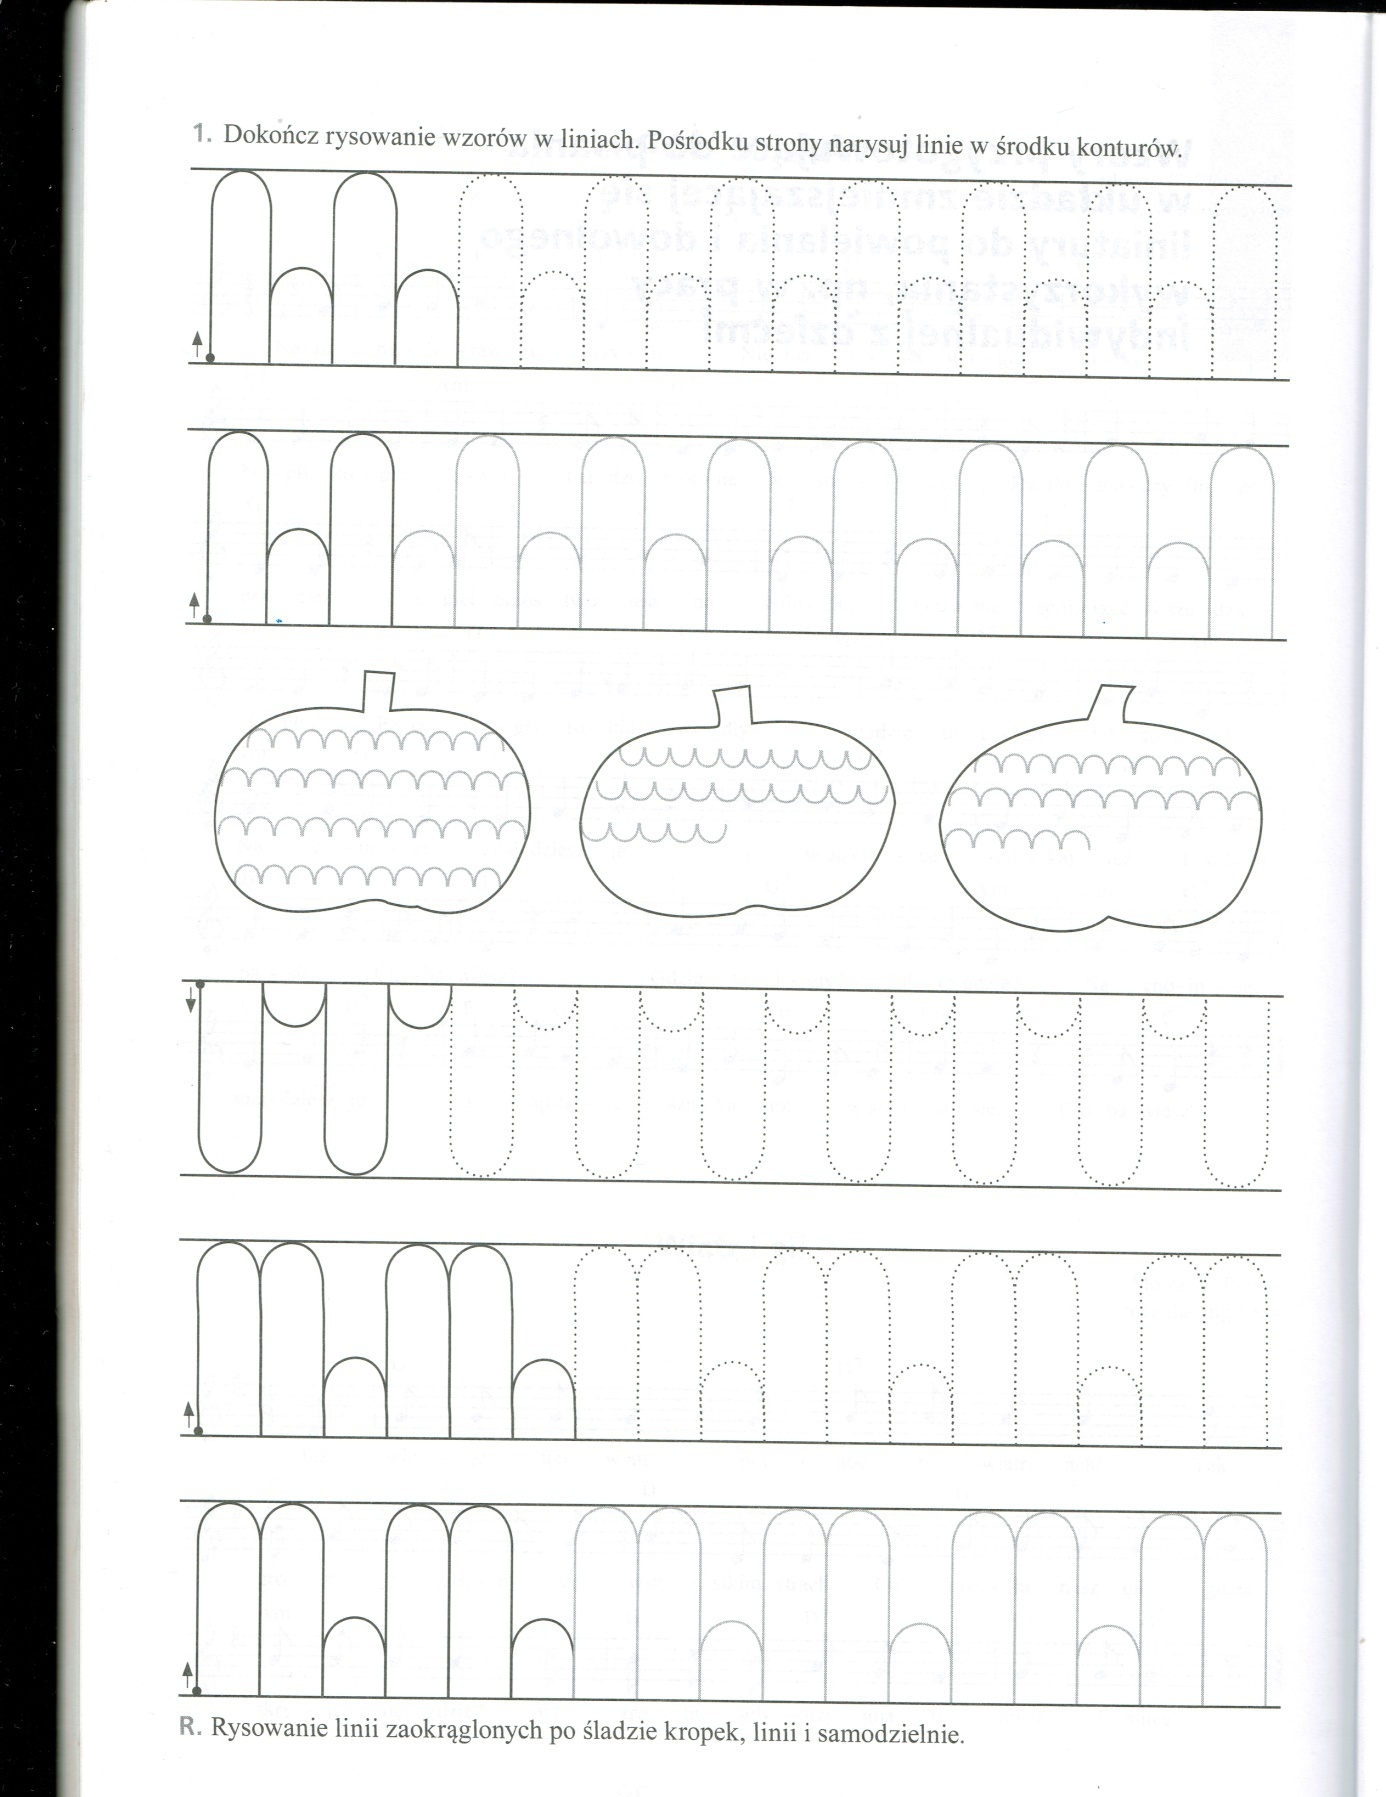 1. Dokończ rysowanie wzorów w liniach. Pośrodku strony narysuj linie w środku konturów.
R. Rysowanie linii zaokrąglonych po śladzie kropek, linii i samodzielnie.